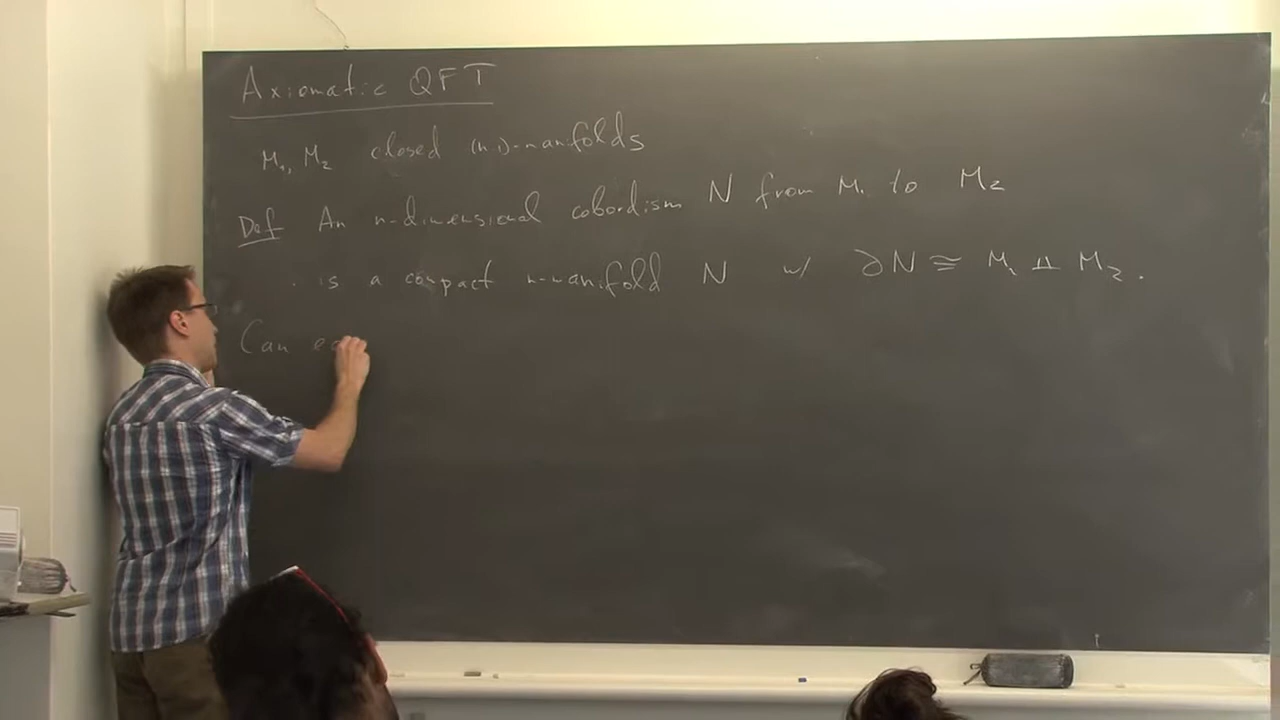 Axiomatic QFT
M₁, M₂ closed (n-1)-manifolds
Def An n-dimensional cobordism N from M₁ to M₂
is a compact n-manifold N w/ ∂N ≅ M₁ ⨿ M₂.
Can